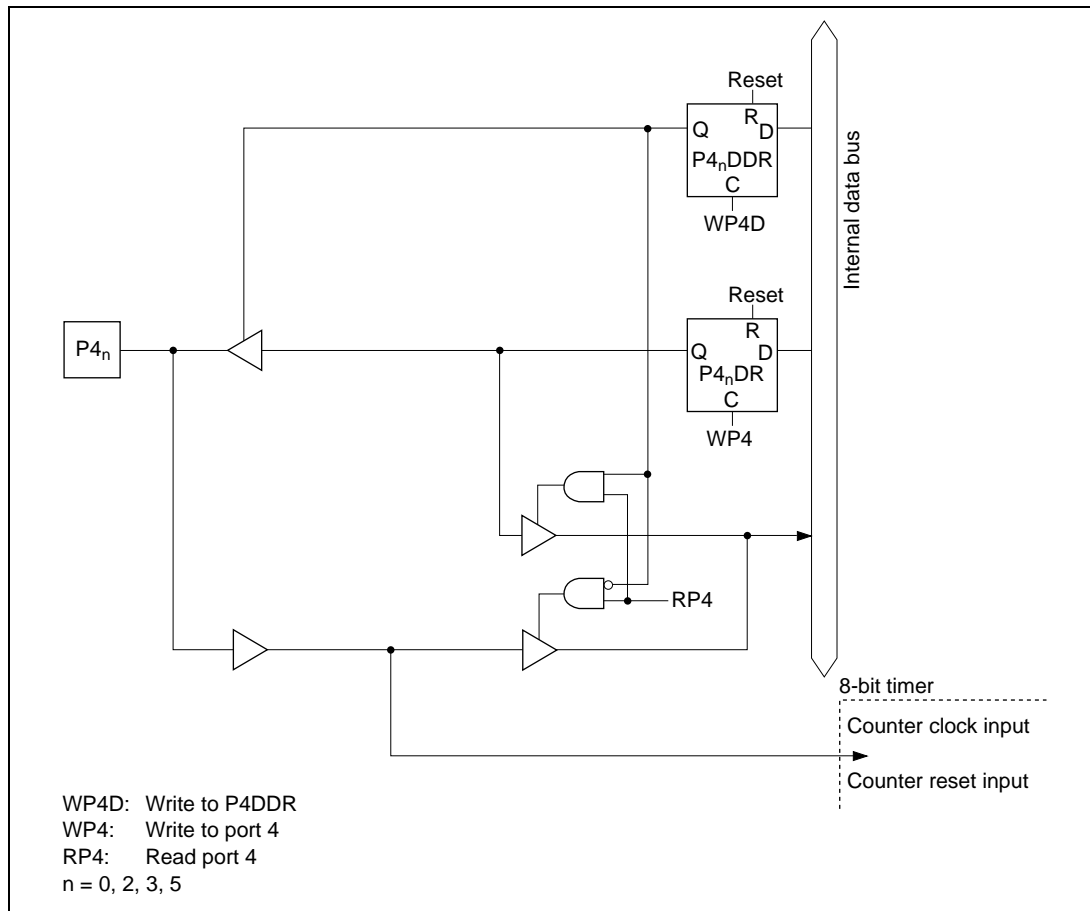 Reset
R
Q D
P4nDDR
C
WP4D
Internal data bus
Reset
R
P4n
Q D
P4nDR
C
WP4
RP4
8-bit timer
Counter clock input
Counter reset input
WP4D: Write to P4DDR
WP4: Write to port 4
RP4: Read port 4
n = 0, 2, 3, 5